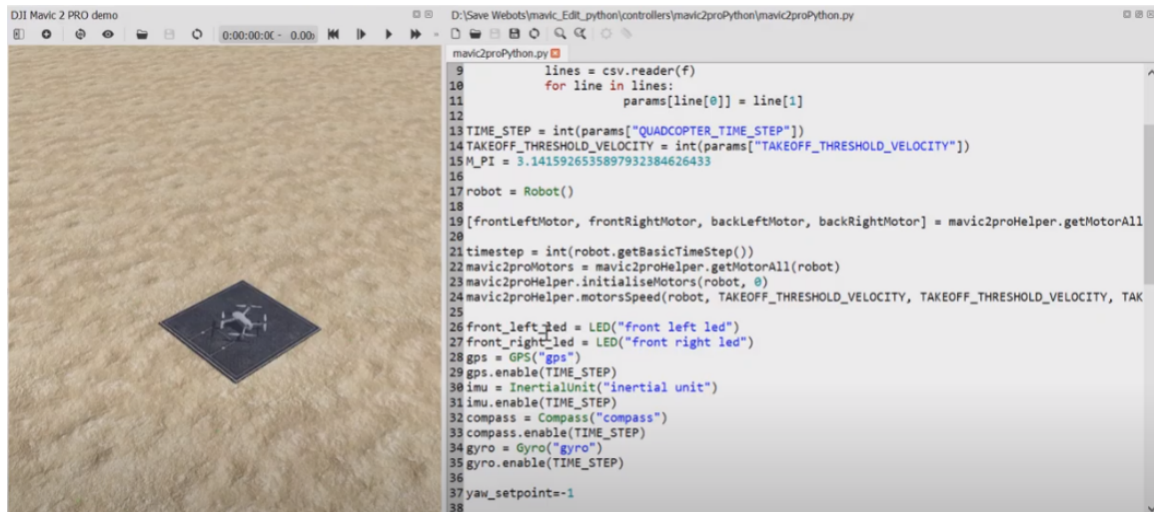 DJI Mavic 2 PRO demo
0:00:00:00 - 0.00x
D:\Save Webots\mavic_Edit_python\controllers\mavic2proPython\mavic2proPython.py
mavic2proPython.py
9 lines = csv.reader(f)
10 for line in lines:
11 params[line[0]] = line[1]
12
13 TIME_STEP = int(params["QUADCOPTER_TIME_STEP"])
14 TAKEOFF_THRESHOLD_VELOCITY = int(params["TAKEOFF_THRESHOLD_VELOCITY"])
15 M_PI = 3.1415926535897932384626433
16
17 robot = Robot()
18
19 [frontLeftMotor, frontRightMotor, backLeftMotor, backRightMotor] = mavic2proHelper.getMotorAll
20
21 timestep = int(robot.getBasicTimeStep())
22 mavic2proMotors = mavic2proHelper.getMotorAll(robot)
23 mavic2proHelper.initialiseMotors(robot, 0)
24 mavic2proHelper.motorsSpeed(robot, TAKEOFF_THRESHOLD_VELOCITY, TAKEOFF_THRESHOLD_VELOCITY, TAK
25
26 front_left_led = LED("front left led")
27 front_right_led = LED("front right led")
28 gps = GPS("gps")
29 gps.enable(TIME_STEP)
30 imu = InertialUnit("inertial unit")
31 imu.enable(TIME_STEP)
32 compass = Compass("compass")
33 compass.enable(TIME_STEP)
34 gyro = Gyro("gyro")
35 gyro.enable(TIME_STEP)
36
37 yaw_setpoint=-1
38